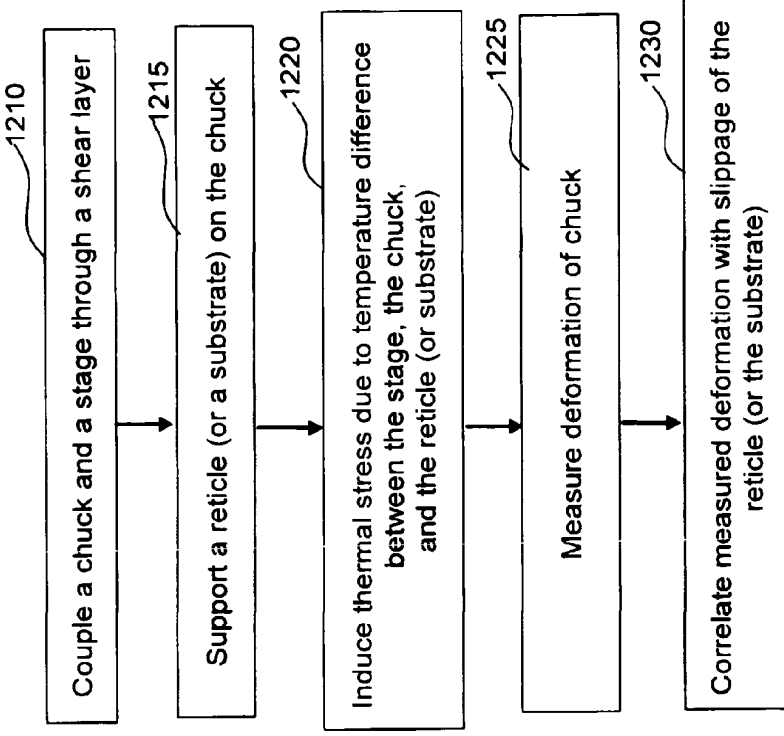 1210
Couple a chuck and a stage through a shear layer
1215
Support a reticle (or a substrate) on the chuck
1220
Induce thermal stress due to temperature difference
between the stage, the chuck,
and the reticle (or substrate)
1225
Measure deformation of chuck
1230
Correlate measured deformation with slippage of the
reticle (or the substrate)